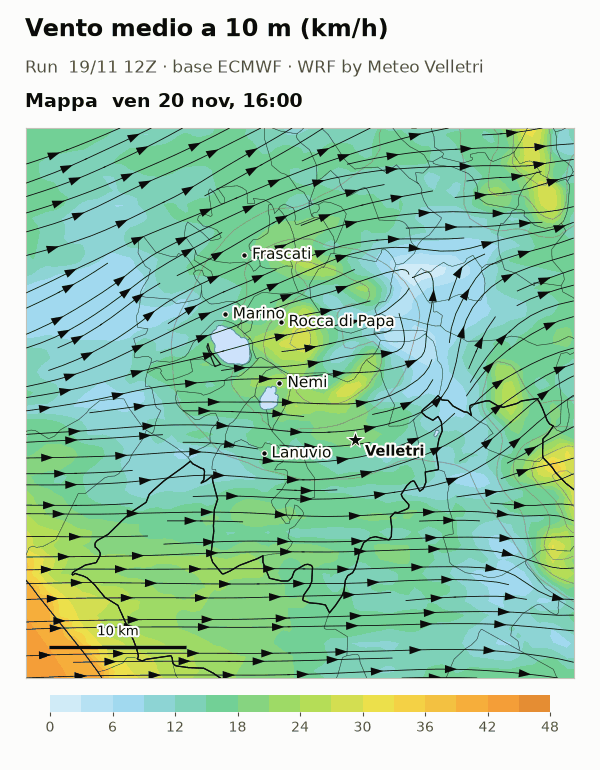 Vento medio a 10 m (km/h)
Run  19/11 12Z · base ECMWF · WRF by Meteo Velletri
Mappa  ven 20 nov, 16:00
Frascati
Marino
Rocca di Papa
Nemi
Velletri
Lanuvio
10 km
0 6 12 18 24 30 36 42 48